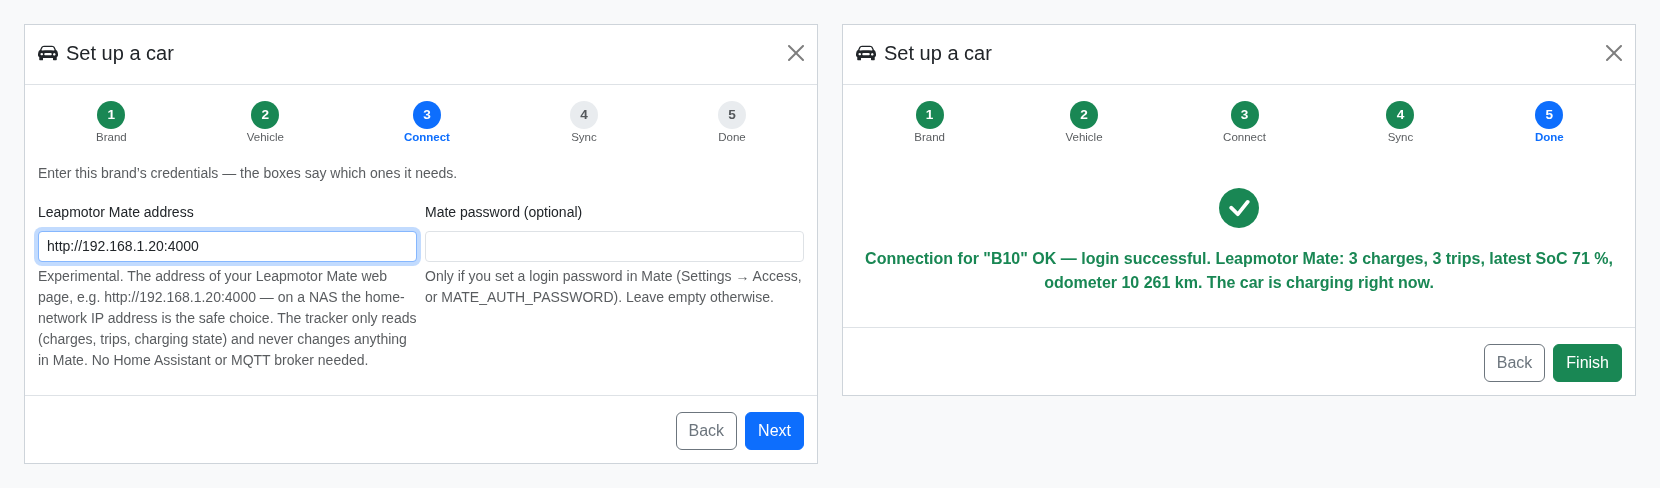 Set up a car
1
Brand
2
Vehicle
3
Connect
4
Sync
5
Done
Enter this brand’s credentials — the boxes say which ones it needs.
Leapmotor Mate address
http://192.168.1.20:4000
Experimental. The address of your Leapmotor Mate web
page, e.g. http://192.168.1.20:4000 — on a NAS the home-
network IP address is the safe choice. The tracker only reads
(charges, trips, charging state) and never changes anything
in Mate. No Home Assistant or MQTT broker needed.
Mate password (optional)
Only if you set a login password in Mate (Settings → Access,
or MATE_AUTH_PASSWORD). Leave empty otherwise.
Back
Next
Set up a car
1
Brand
2
Vehicle
3
Connect
4
Sync
5
Done
Connection for "B10" OK — login successful. Leapmotor Mate: 3 charges, 3 trips, latest SoC 71 %,
odometer 10 261 km. The car is charging right now.
Back
Finish